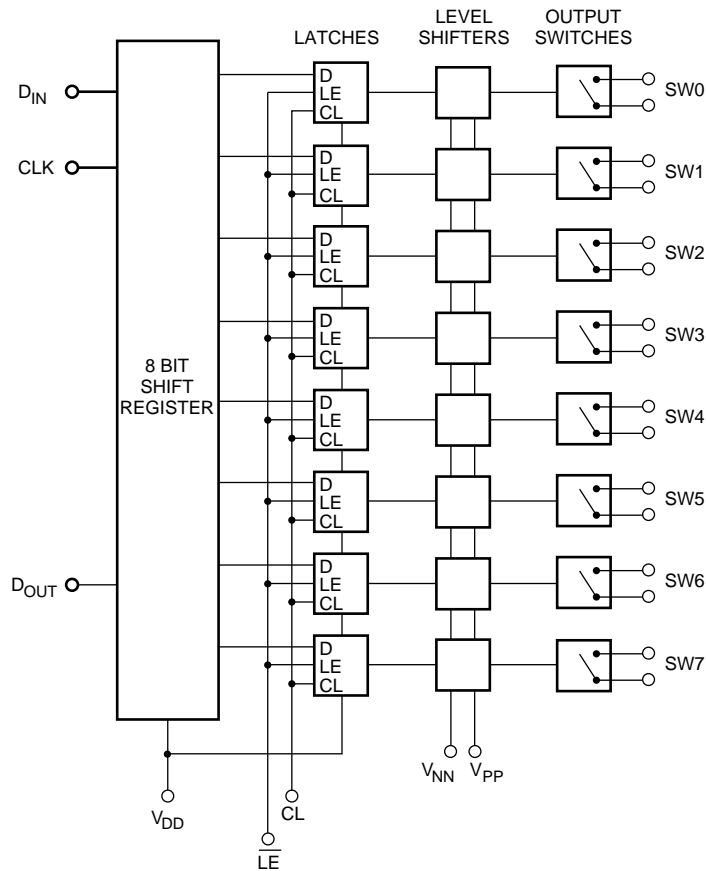 LATCHES
LEVEL
SHIFTERS
OUTPUT
SWITCHES
DIN
CLK
8 BIT
SHIFT
REGISTER
DOUT
D
LE
CL
SW0
D
LE
CL
SW1
D
LE
CL
SW2
D
LE
CL
SW3
D
LE
CL
SW4
D
LE
CL
SW5
D
LE
CL
SW6
D
LE
CL
SW7
VDD
LE
CL
VNN
VPP